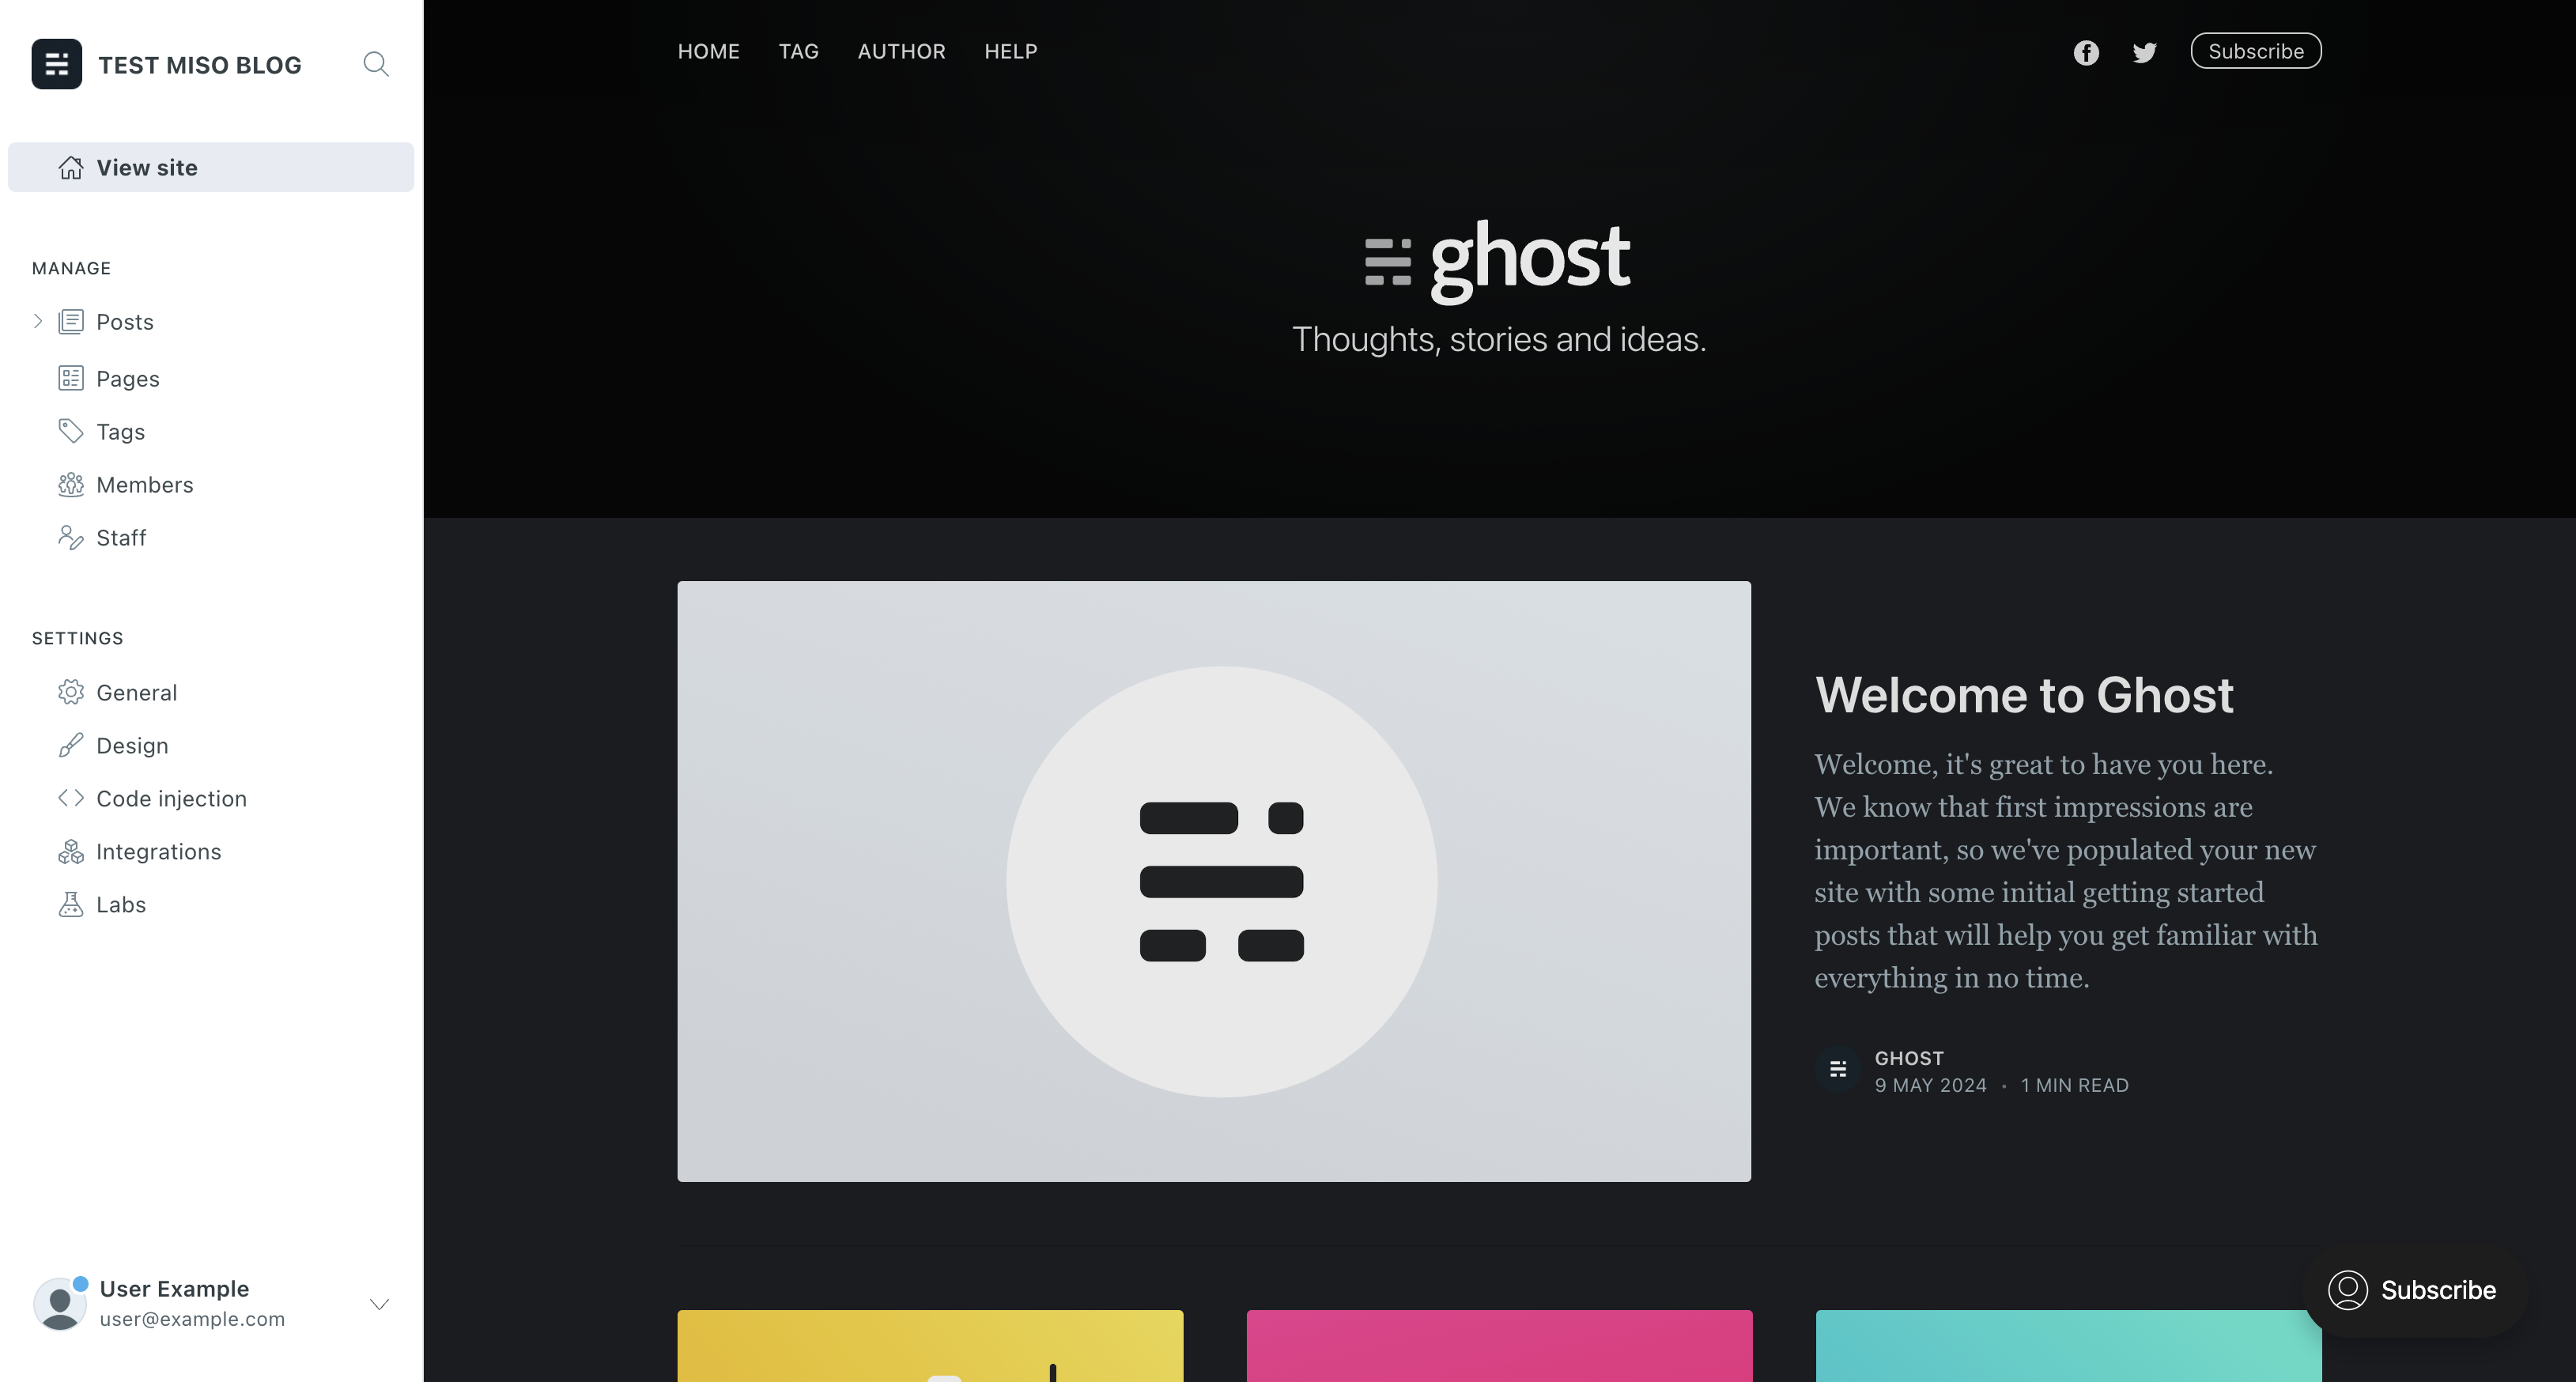 TEST MISO BLOG
View site
MANAGE
Posts
Pages
Tags
Members
Staff
SETTINGS
General
Design
Code injection
Integrations
Labs
User Example
user@example.com
HOME TAG AUTHOR HELP
Subscribe
ghost
Thoughts, stories and ideas.
Welcome to Ghost
Welcome, it's great to have you here.
We know that first impressions are
important, so we've populated your new
site with some initial getting started
posts that will help you get familiar with
everything in no time.
GHOST
9 MAY 2024 • 1 MIN READ
Subscribe